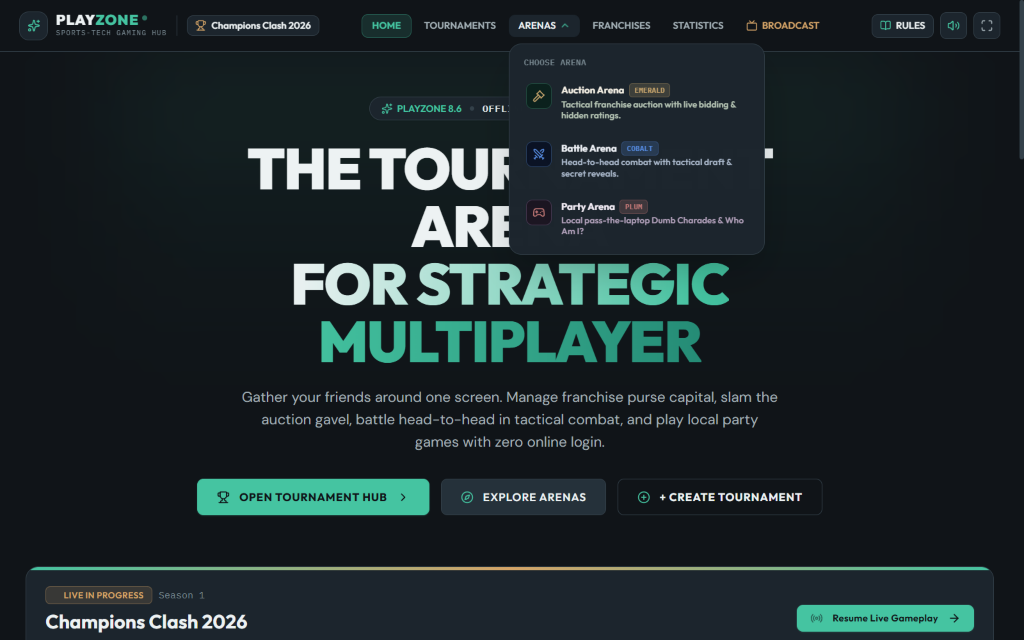 PLAYZONE
SPORTS-TECH GAMING HUB
Champions Clash 2026
HOME
TOURNAMENTS
ARENAS
FRANCHISES
STATISTICS
BROADCAST
RULES
CHOOSE ARENA
Auction Arena EMERALD
Tactical franchise auction with live bidding &
hidden ratings.
Battle Arena COBALT
Head-to-head combat with tactical draft &
secret reveals.
Party Arena PLUM
Local pass-the-laptop Dumb Charades & Who
Am I?
PLAYZONE 8.6
THE
FOR STRATEGIC
MULTIPLAYER
Gather your friends around one screen. Manage franchise purse capital, slam the
auction gavel, battle head-to-head in tactical combat, and play local party
games with zero online login.
OPEN TOURNAMENT HUB
EXPLORE ARENAS
+ CREATE TOURNAMENT
LIVE IN PROGRESS Season 1
Champions Clash 2026
Resume Live Gameplay